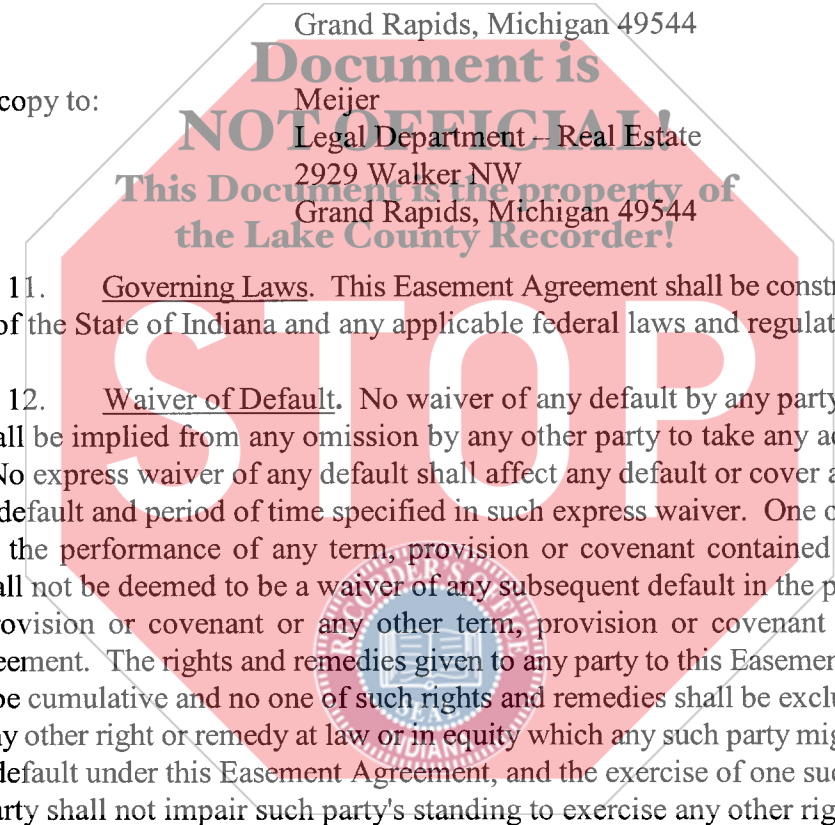 Grand Rapids, Michigan 49544
Document is
copy to: Meijer
NOT OFFICIAL!
Legal Department – Real Estate
2929 Walker NW
This Document is the property of
Grand Rapids, Michigan 49544
the Lake County Recorder!
11. Governing Laws. This Easement Agreement shall be constr
of the State of Indiana and any applicable federal laws and regulat
STOP
12. Waiver of Default. No waiver of any default by any party
all be implied from any omission by any other party to take any a
No express waiver of any default shall affect any default or cover a
default and period of time specified in such express waiver. One o
the performance of any term, provision or covenant contained
all not be deemed to be a waiver of any subsequent default in the p
rovision or covenant or any other term, provision or covenant
eement. The rights and remedies given to any party to this Easemen
be cumulative and no one of such rights and remedies shall be exclu
y other right or remedy at law or in equity which any such party mig
default under this Easement Agreement, and the exercise of one suc
arty shall not impair such party's standing to exercise any other rig
RECORDER'S OFFICE
INDIANA